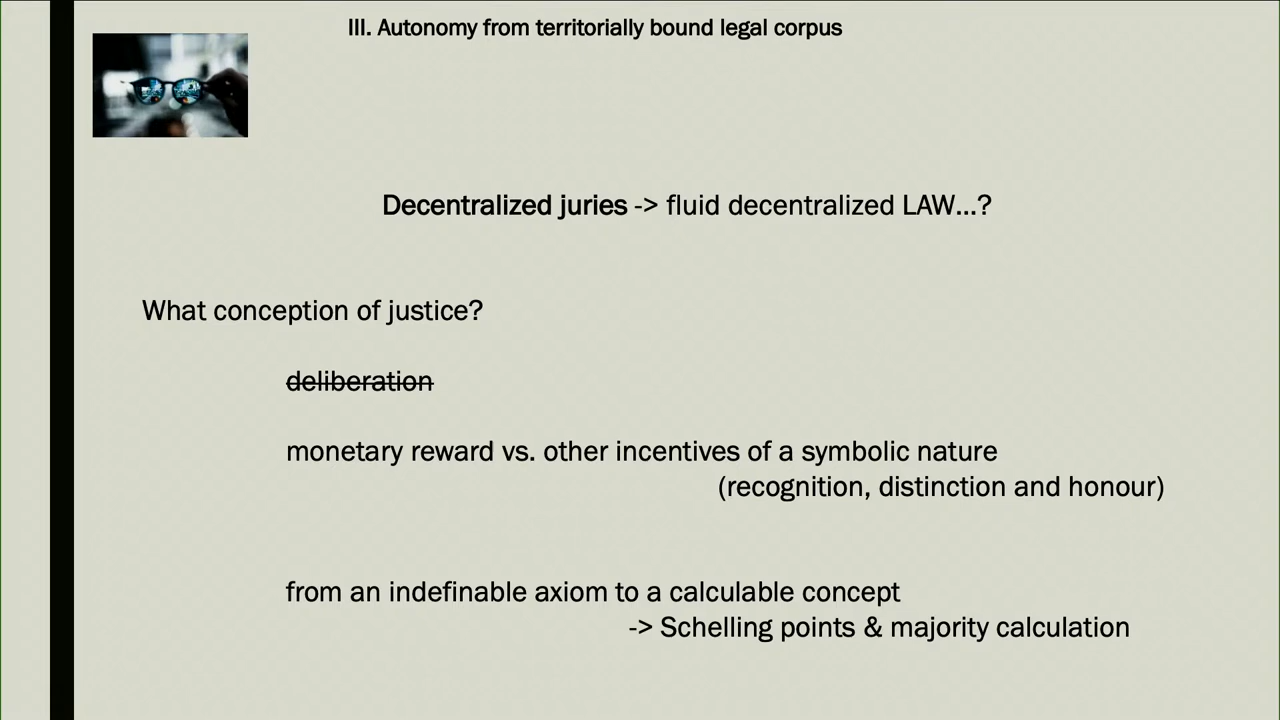 III. Autonomy from territorially bound legal corpus
Decentralized juries -> fluid decentralized LAW...?
What conception of justice?
deliberation
monetary reward vs. other incentives of a symbolic nature
(recognition, distinction and honour)
from an indefinable axiom to a calculable concept
-> Schelling points & majority calculation